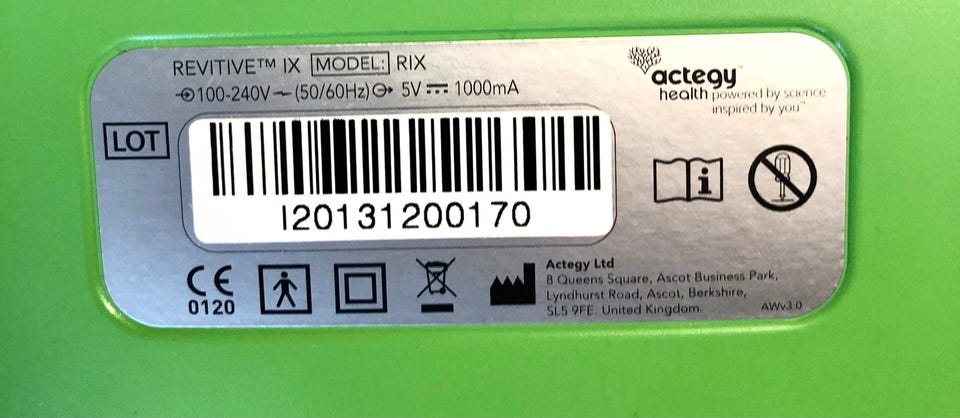 REVITIVE™ IX MODEL: RIX
100-240V ~ (50/60Hz) 5V ⎓ 1000mA
actegy
health powered by science
inspired by you™
LOT
I20131200170
CE
0120
Actegy Ltd
8 Queens Square, Ascot Business Park,
Lyndhurst Road, Ascot, Berkshire,
SL5 9FE. United Kingdom.
AWv3.0